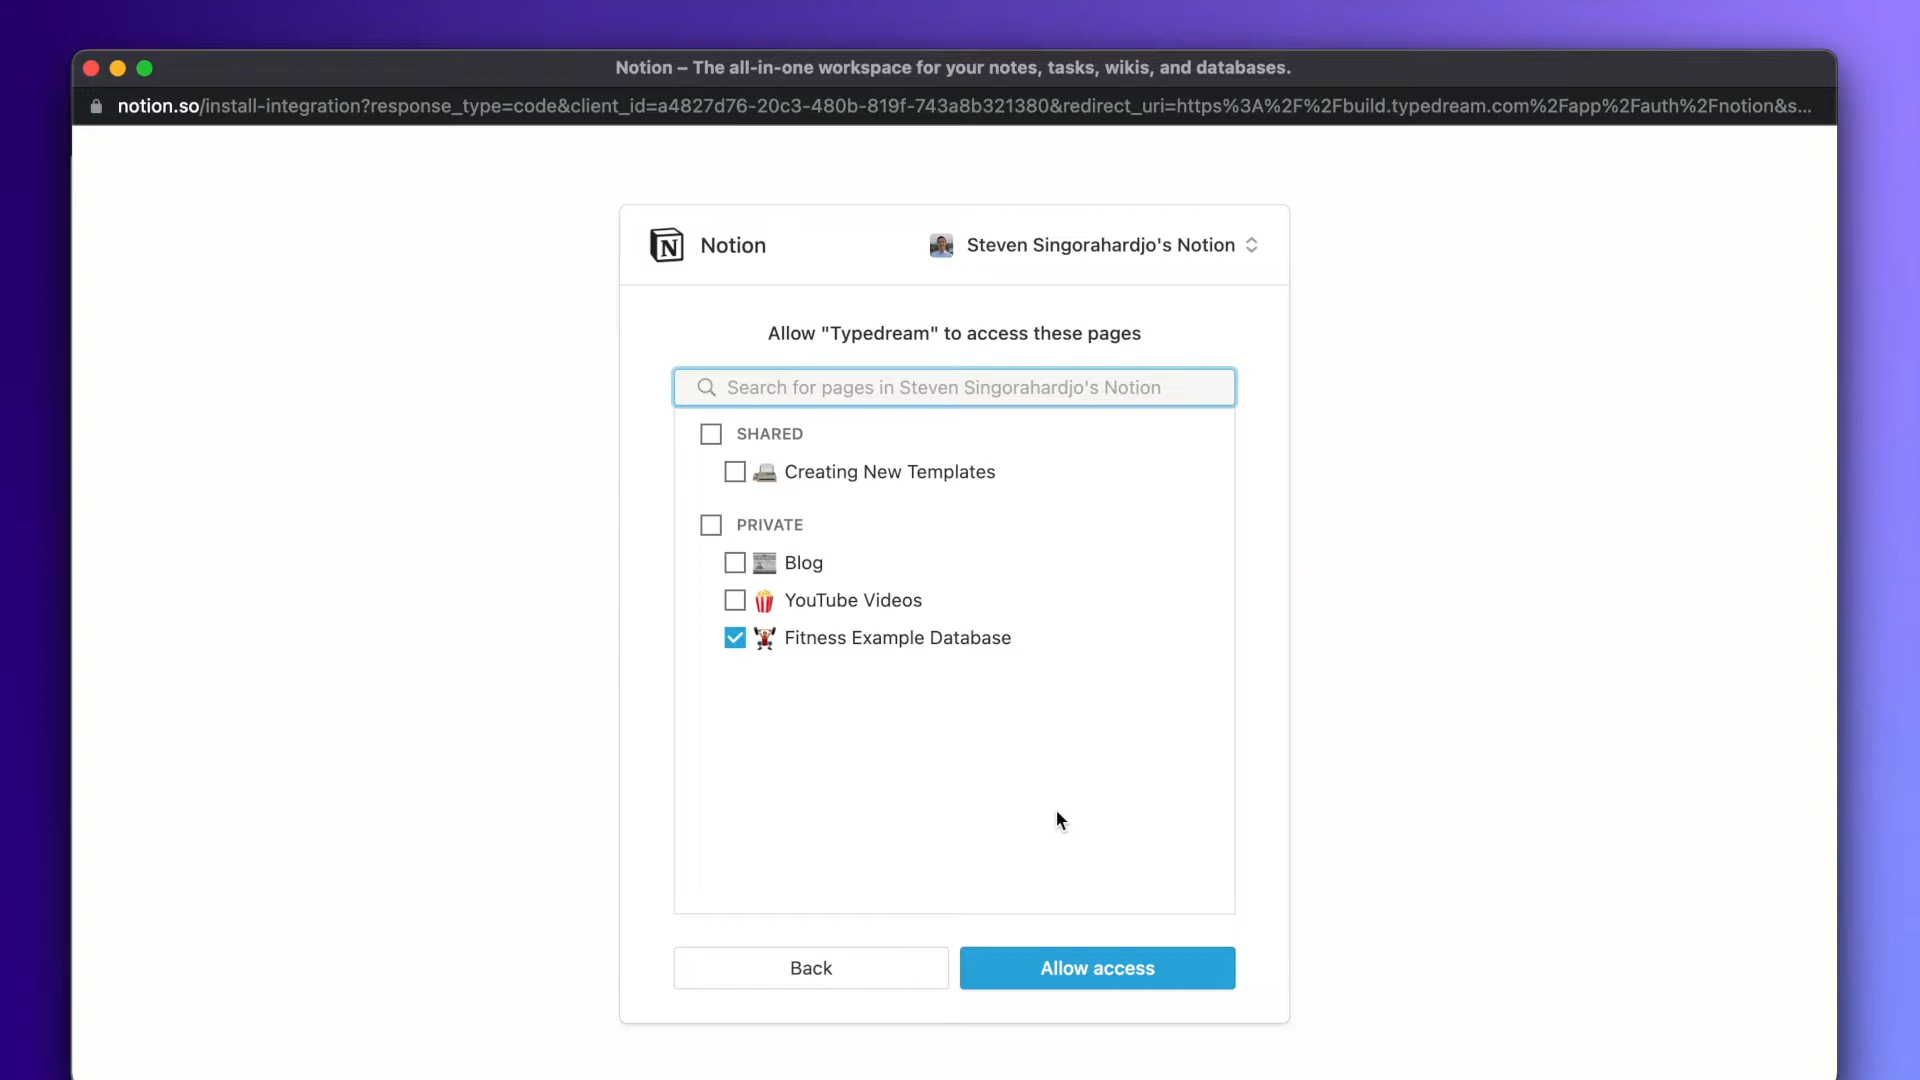 Notion – The all-in-one workspace for your notes, tasks, wikis, and databases.
notion.so/install-integration?response_type=code&client_id=a4827d76-20c3-480b-819f-743a8b321380&redirect_uri=https%3A%2F%2Fbuild.typedream.com%2Fapp%2Fauth%2Fnotion&s...
Notion
Steven Singorahardjo's Notion
Allow "Typedream" to access these pages
Search for pages in Steven Singorahardjo's Notion
SHARED
Creating New Templates
PRIVATE
Blog
YouTube Videos
Fitness Example Database
Back
Allow access